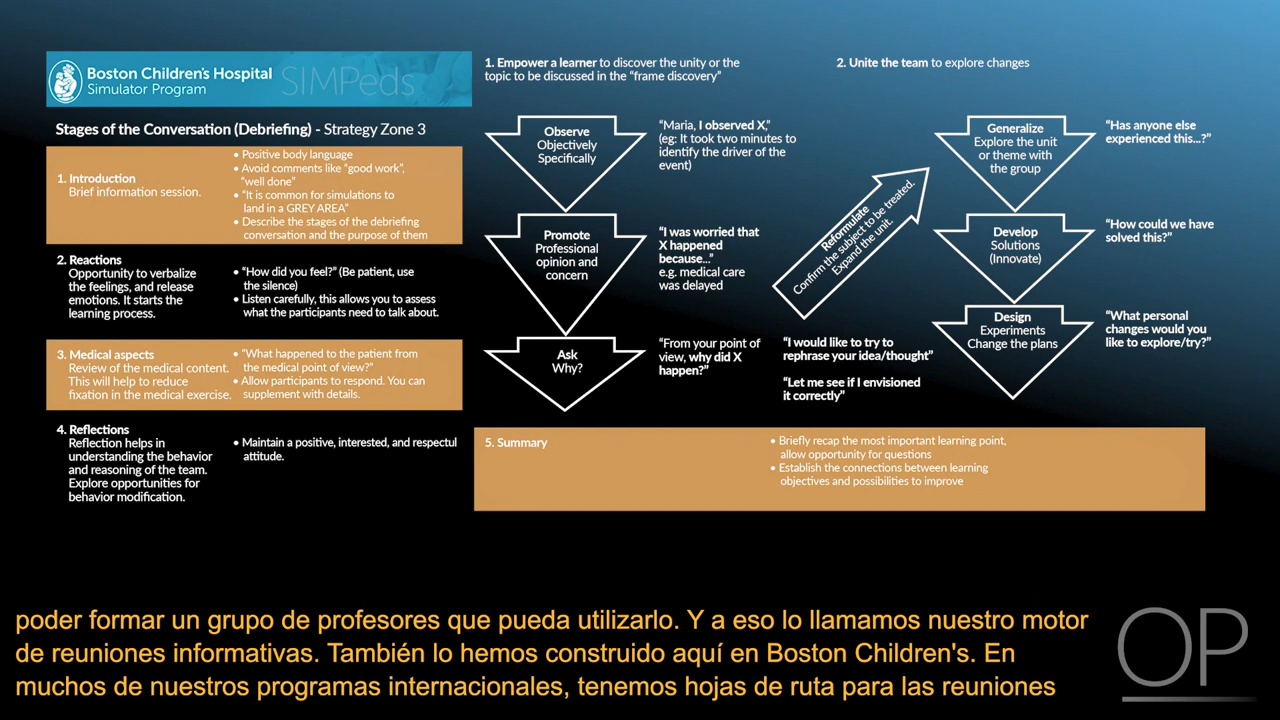 Boston Children's Hospital
Simulator Program
SIMPeds
Stages of the Conversation (Debriefing) - Strategy Zone 3
1. Introduction
Brief information session.
• Positive body language
• Avoid comments like "good work",
"well done"
• "It is common for simulations to
land in a GREY AREA"
• Describe the stages of the debriefing
conversation and the purpose of them
2. Reactions
Opportunity to verbalize
the feelings, and release
emotions. It starts the
learning process.
• "How did you feel?" (Be patient, use
the silence)
• Listen carefully, this allows you to assess
what the participants need to talk about.
3. Medical aspects
Review of the medical content.
This will help to reduce
fixation in the medical exercise.
• "What happened to the patient from
the medical point of view?"
• Allow participants to respond. You can
supplement with details.
4. Reflections
Reflection helps in
understanding the behavior
and reasoning of the team.
Explore opportunities for
behavior modification.
• Maintain a positive, interested, and respectul
attitude.
1. Empower a learner to discover the unity or the
topic to be discussed in the "frame discovery"
Observe
Objectively
Specifically
"Maria, I observed X,"
(eg: It took two minutes to
identify the driver of the
event)
Promote
Professional
opinion and
concern
"I was worried that
X happened
because..."
e.g. medical care
was delayed
Ask
Why?
"From your point of
view, why did X
happen?"
Reformulate
Confirm the subject to be treated.
Expand the unit.
"I would like to try to
rephrase your idea/thought"
"Let me see if I envisioned
it correctly"
2. Unite the team to explore changes
Generalize
Explore the unit
or theme with
the group
"Has anyone else
experienced this...?"
Develop
Solutions
(Innovate)
"How could we have
solved this?"
Design
Experiments
Change the plans
"What personal
changes would you
like to explore/try?"
5. Summary
• Briefly recap the most important learning point,
allow opportunity for questions
• Establish the connections between learning
objectives and possibilities to improve
poder formar un grupo de profesores que pueda utilizarlo. Y a eso lo llamamos nuestro motor
de reuniones informativas. También lo hemos construido aquí en Boston Children's. En
muchos de nuestros programas internacionales, tenemos hojas de ruta para las reuniones
OP